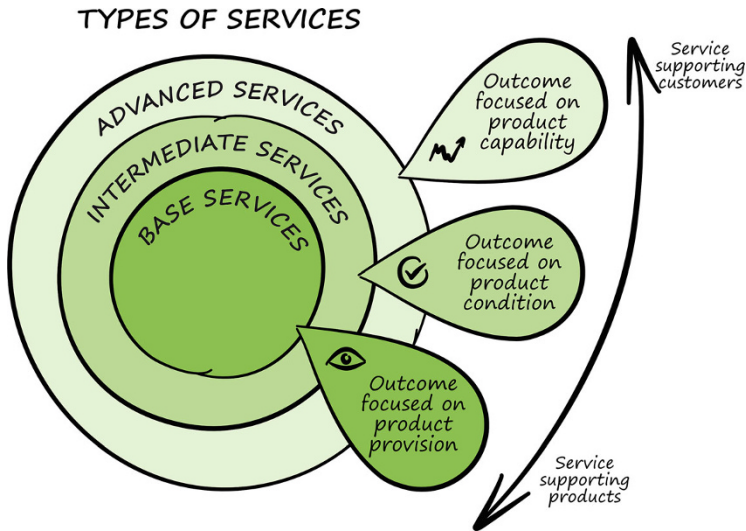 TYPES OF SERVICES
ADVANCED SERVICES
INTERMEDIATE SERVICES
BASE SERVICES
Outcome
focused on
product
capability
Outcome
focused on
product
condition
Outcome
focused on
product
provision
Service
supporting
customers
Service
supporting
products